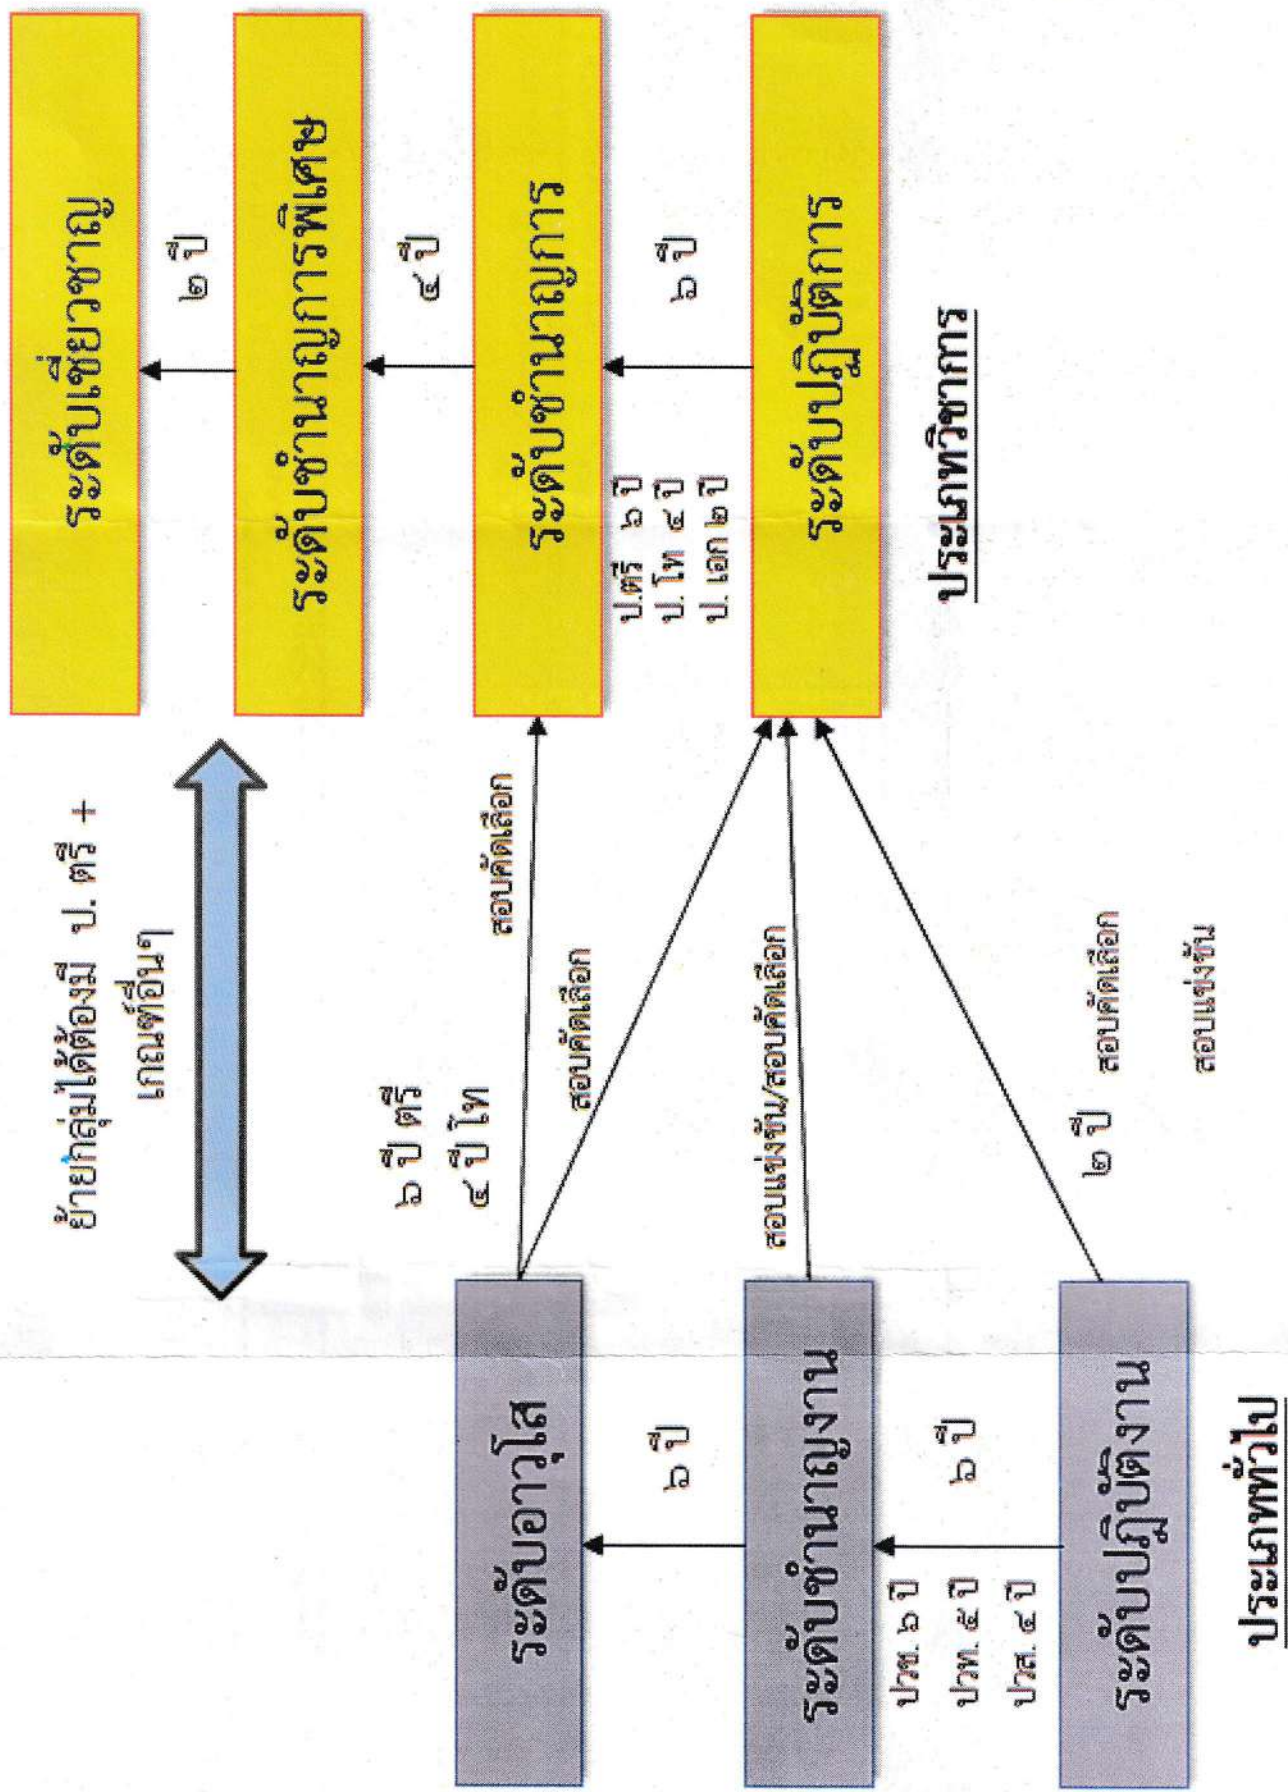 ย้ายกลุ่มได้ต้องมี ป. ตรี +
เกณฑ์อื่นๆ
ระดับเชี่ยวชาญ
๒ ปี
ระดับชำนาญการพิเศษ
๔ ปี
ระดับอาวุโส
๖ ปี ตรี
๔ ปี โท
สอบคัดเลือก
สอบคัดเลือก
ระดับชำนาญการ
๖ ปี
ป.ตรี ๖ ปี
ป. โท ๔ ปี
ป. เอก ๒ ปี
๖ ปี
ระดับชำนาญงาน
สอบแข่งขัน/สอบคัดเลือก
ระดับปฏิบัติการ
ปวช. ๖ ปี
ปวท. ๕ ปี
ปวส. ๔ ปี
๖ ปี
ประเภทวิชาการ
ระดับปฏิบัติงาน
๒ ปี
สอบคัดเลือก
สอบแข่งขัน
ประเภททั่วไป